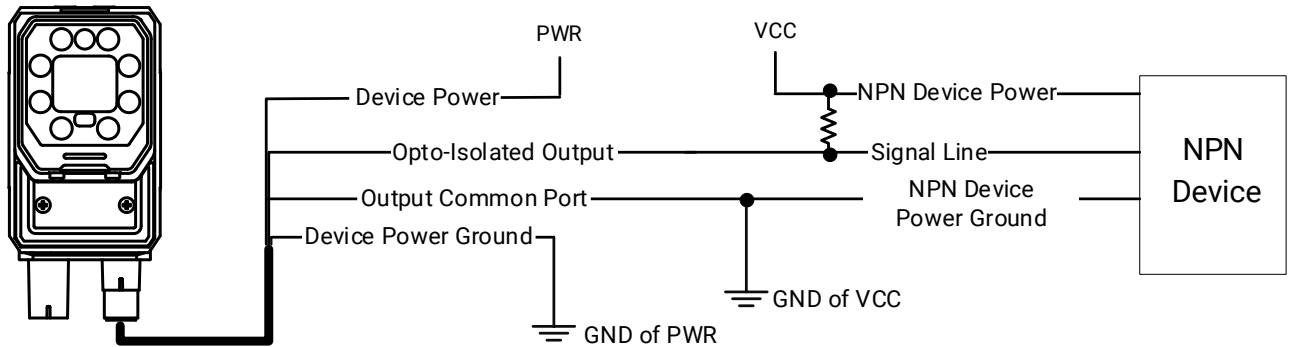 PWR
VCC
Device Power
NPN Device Power
Opto-Isolated Output
Signal Line
NPN
Device
Output Common Port
NPN Device
Power Ground
Device Power Ground
GND of VCC
GND of PWR